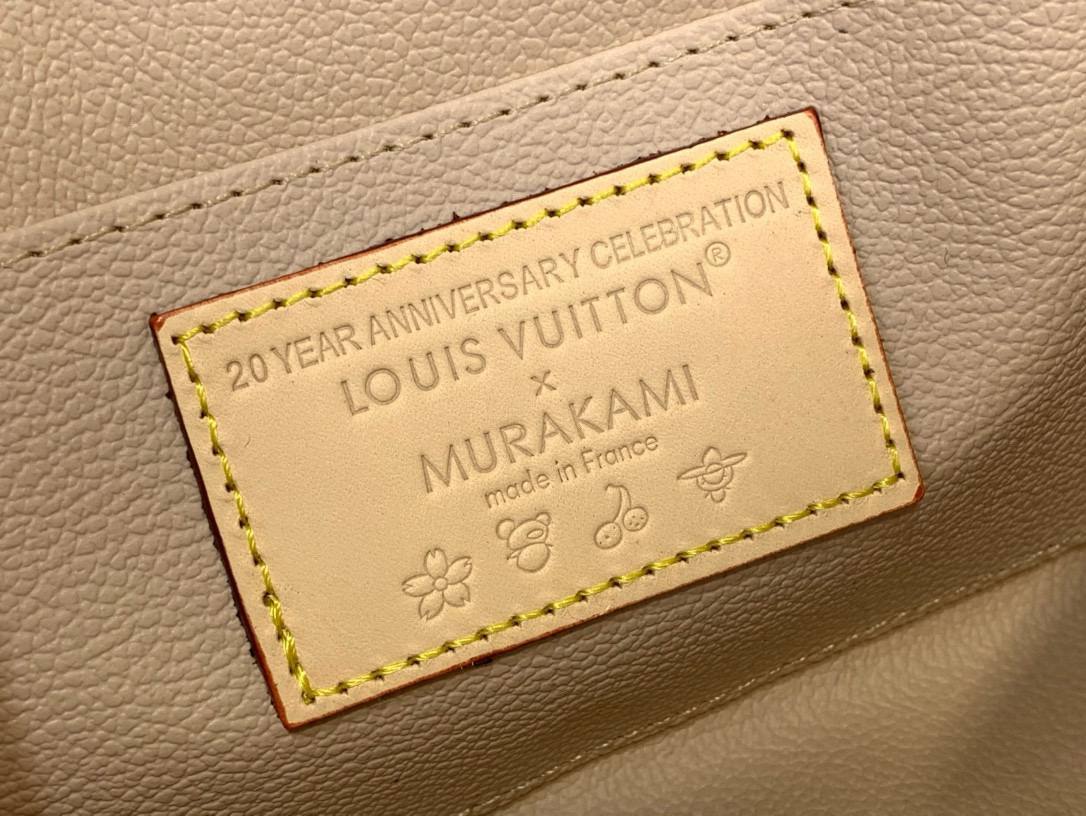 20 YEAR ANNIVERSARY CELEBRATION
LOUIS VUITTON®
x
MURAKAMI
made in France